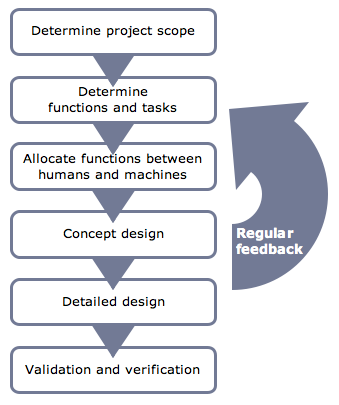 Determine project scope
Determine
functions and tasks
Allocate functions between
humans and machines
Concept design
Detailed design
Validation and verification
Regular
feedback